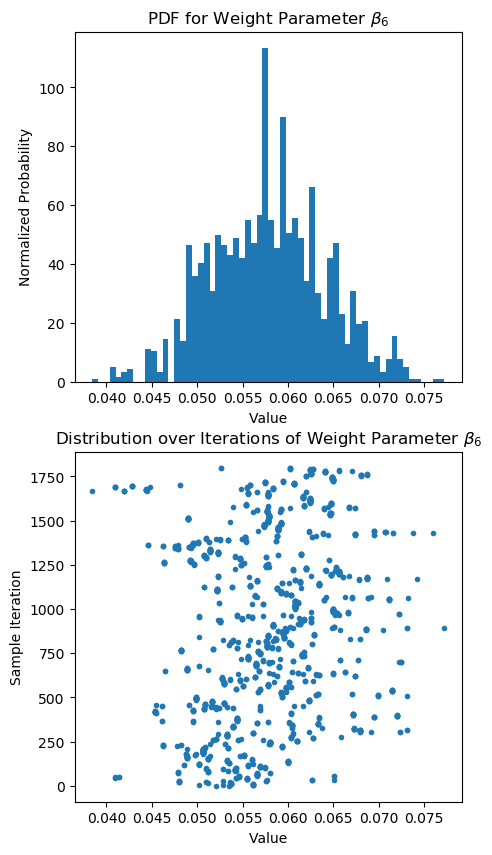 PDF for Weight Parameter β₆
100
80
60
40
20
0
Normalized Probability
0.040 0.045 0.050 0.055 0.060 0.065 0.070 0.075
Value
Distribution over Iterations of Weight Parameter β₆
1750
1500
1250
1000
750
500
250
0
Sample Iteration
0.040 0.045 0.050 0.055 0.060 0.065 0.070 0.075
Value